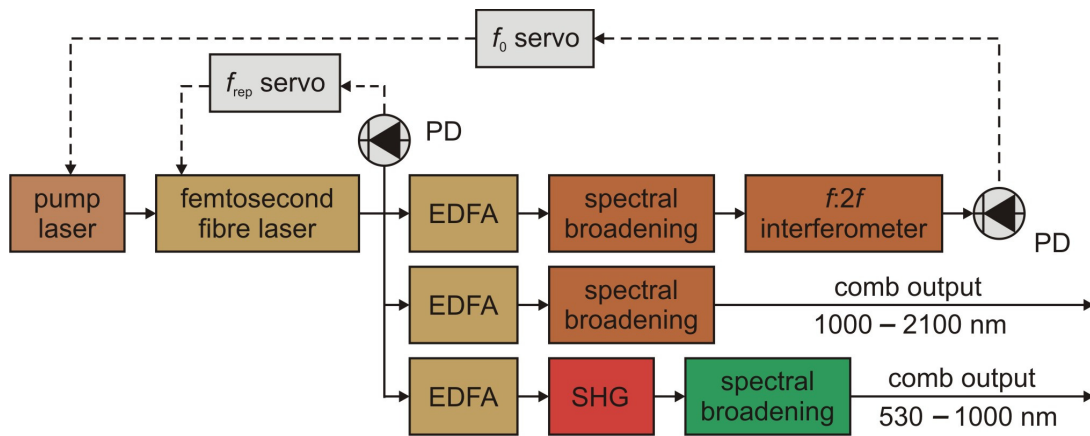 f0 servo
frep servo
PD
pump
laser
femtosecond
fibre laser
EDFA
spectral
broadening
f:2f
interferometer
PD
EDFA
spectral
broadening
comb output
1000 – 2100 nm
EDFA
SHG
spectral
broadening
comb output
530 – 1000 nm